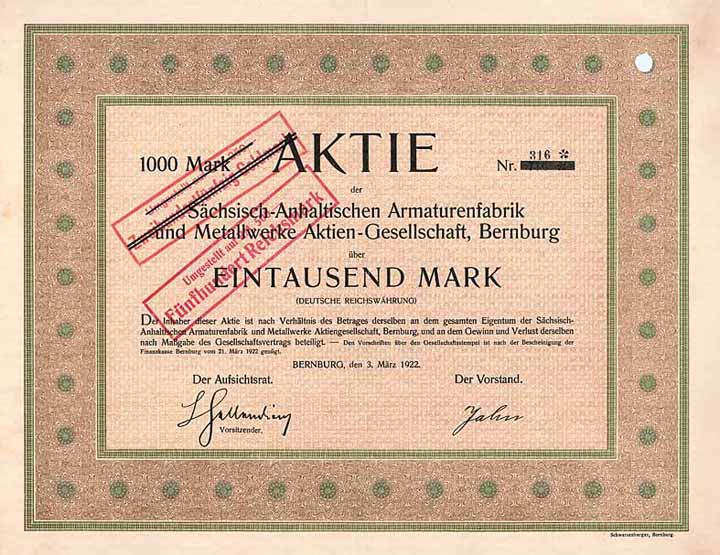 1000 Mark AKTIE Nr. 316 *
der
Sächsisch-Anhaltischen Armaturenfabrik
und Metallwerke Aktien-Gesellschaft, Bernburg
über
EINTAUSEND MARK
(DEUTSCHE REICHSWÄHRUNG)
Der Inhaber dieser Aktie ist nach Verhältnis des Betrages derselben an dem gesamten Eigentum der Sächsisch-
Anhaltischen Armaturenfabrik und Metallwerke Aktiengesellschaft, Bernburg, und an dem Gewinn und Verlust derselben
nach Maßgabe des Gesellschaftsvertrags beteiligt. — Den Vorschriften über den Gesellschaftsstempel ist nach der Bescheinigung der
Finanzkasse Bernburg vom 21. März 1922 genügt.
BERNBURG, den 3. März 1922.
Der Aufsichtsrat. Der Vorstand.
Jahn
Vorsitzender.
Umgestellt auf
Fünfhundert Reichsmark
Schwarzenberger, Bernburg.